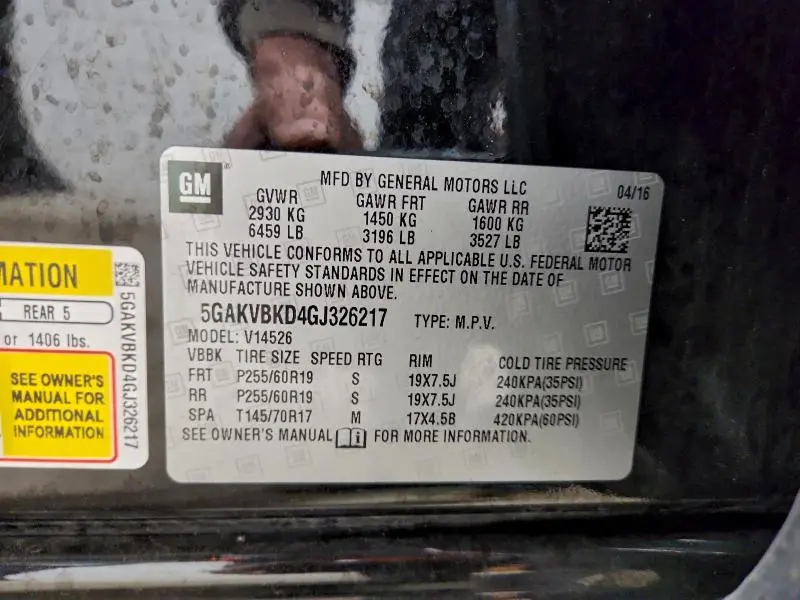 GM
MFD BY GENERAL MOTORS LLC
04/16
GVWR GAWR FRT GAWR RR
2930 KG 1450 KG 1600 KG
6459 LB 3196 LB 3527 LB
THIS VEHICLE CONFORMS TO ALL APPLICABLE U.S. FEDERAL MOTOR
VEHICLE SAFETY STANDARDS IN EFFECT ON THE DATE OF
MANUFACTURE SHOWN ABOVE.
5GAKVBKD4GJ326217 TYPE: M.P.V.
MODEL: V14526
VBBK TIRE SIZE SPEED RTG RIM COLD TIRE PRESSURE
FRT P255/60R19 S 19X7.5J 240KPA(35PSI)
RR P255/60R19 S 19X7.5J 240KPA(35PSI)
SPA T145/70R17 M 17X4.5B 420KPA(60PSI)
SEE OWNER'S MANUAL FOR MORE INFORMATION.
MATION
REAR 5
or 1406 lbs.
SEE OWNER'S
MANUAL FOR
ADDITIONAL
INFORMATION
5GAKVBKD4GJ326217